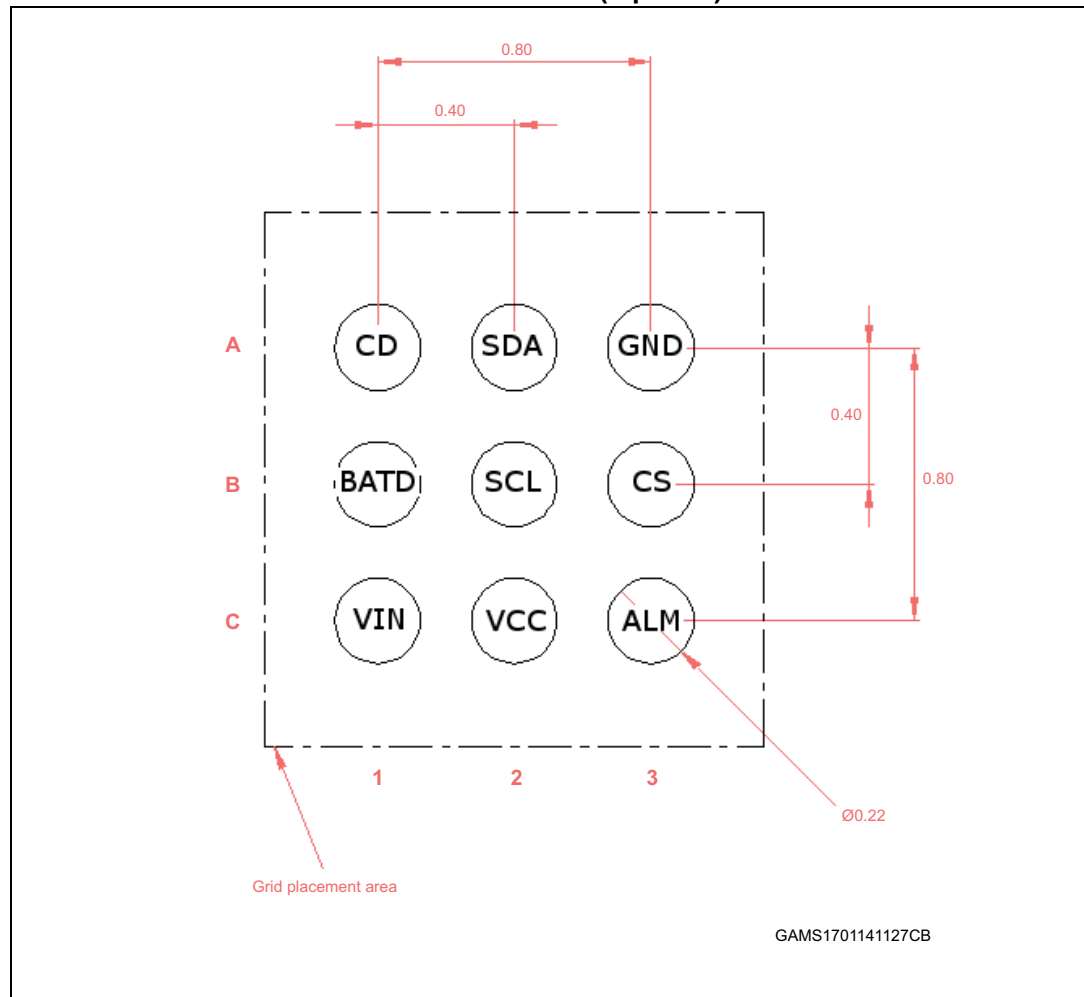 0.80
0.40
A CD SDA GND
0.40
B BATD SCL CS 0.80
C VIN VCC ALM
1 2 3
Ø0.22
Grid placement area
GAMS1701141127CB